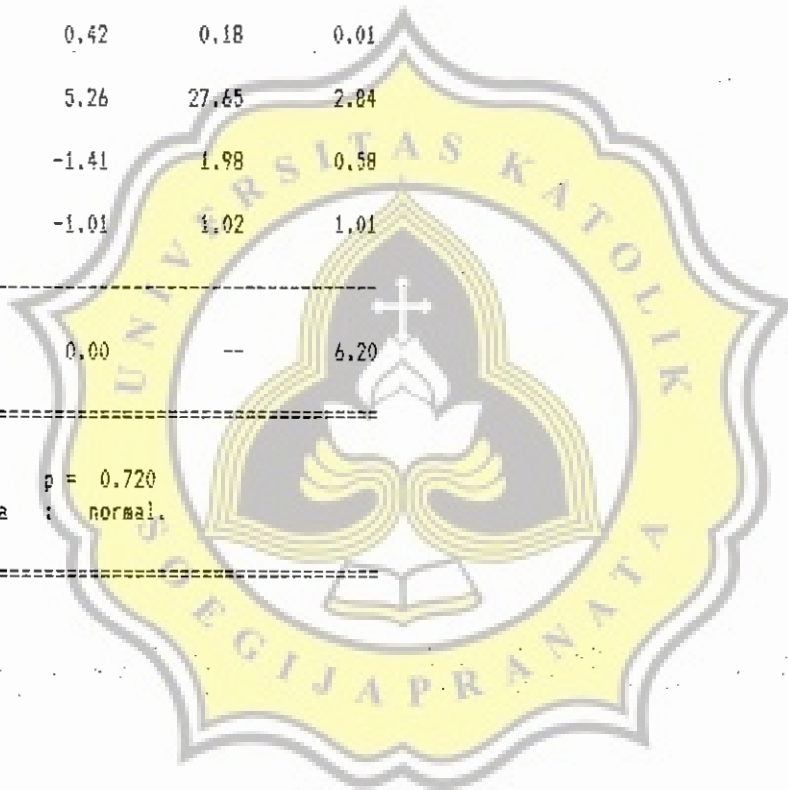 0.42 0.18 0.01
5.26 27.65 2.84
-1.41 1.98 0.58
-1.01 1.02 1.01
0.00 -- 6.20
p = 0.720
a : normal.
UNIVERSITAS KATOLIK
SOEGIJAPRANATA